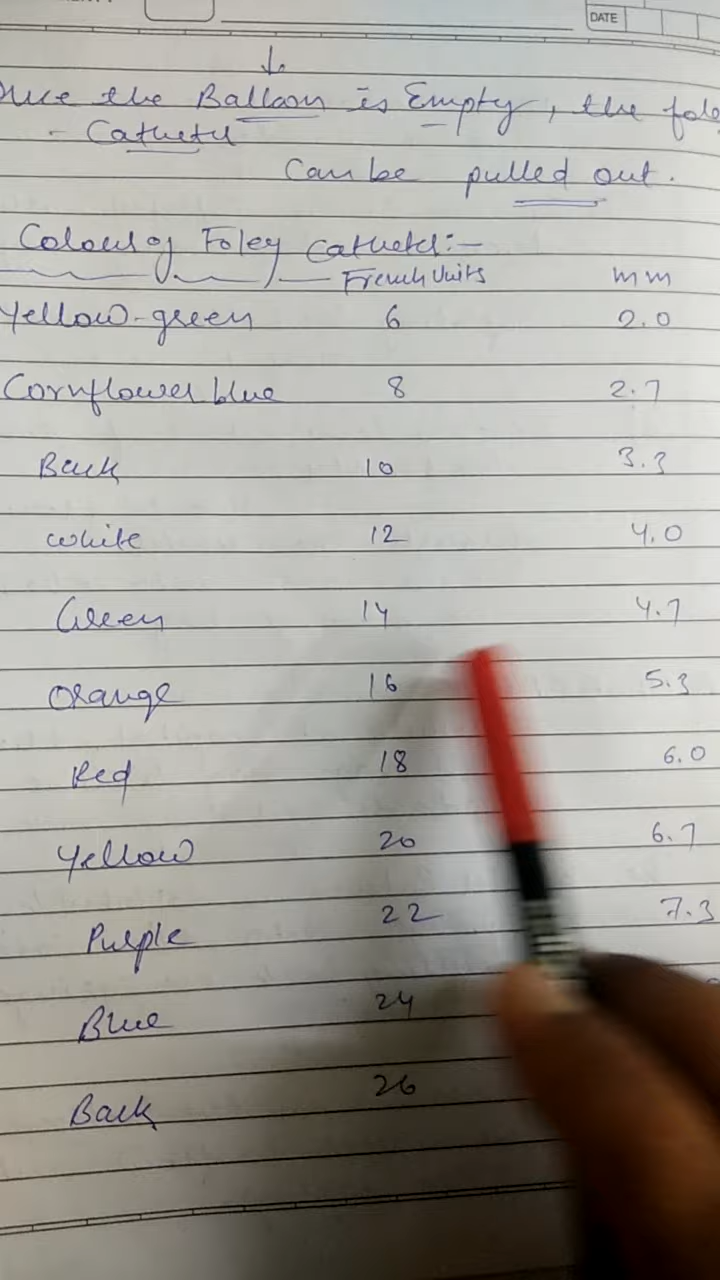 DATE
the Balloon is Empty, the
- Catheter
Can be pulled out.
Colour of Foley Catheter:-
French Units mm
Yellow-green 6 2.0
Cornflower blue 8 2.7
Back 10 3.3
white 12 4.0
Green 14 4.7
Orange 16 5.3
Red 18 6.0
Yellow 20 6.7
Purple 22 7.3
Blue 24
Back 26